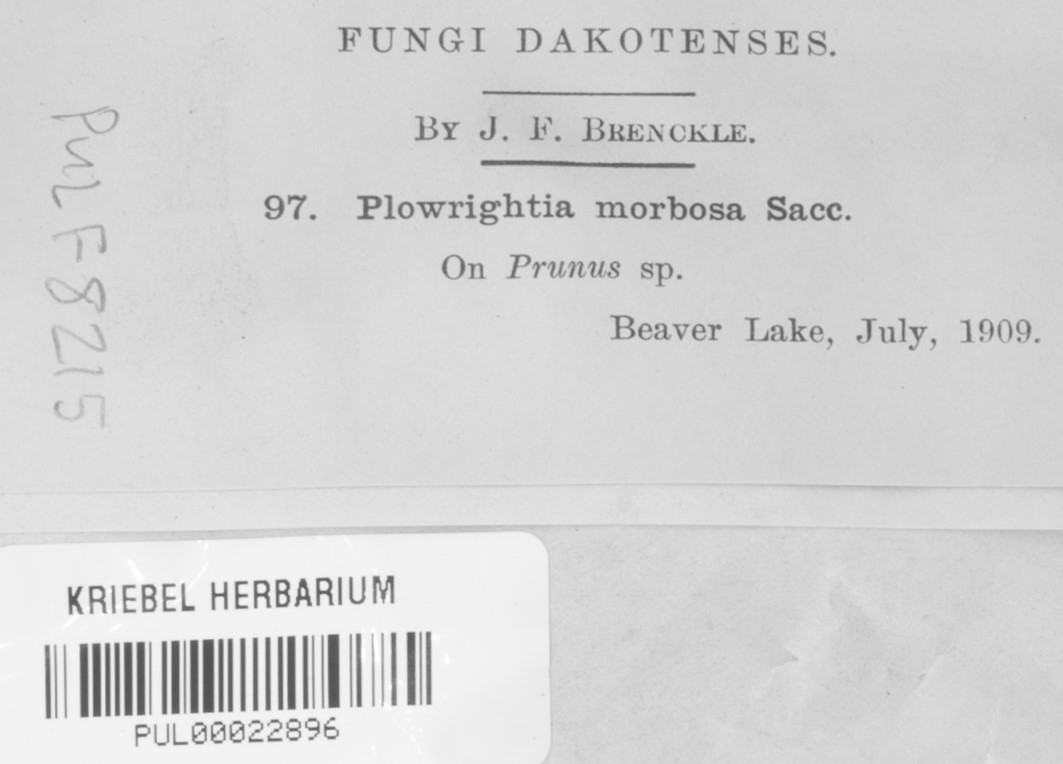 FUNGI DAKOTENSES.
BY J. F. BRENCKLE.
97. Plowrightia morbosa Sacc.
On Prunus sp.
Beaver Lake, July, 1909.
Pul F8215
KRIEBEL HERBARIUM
PUL00022896